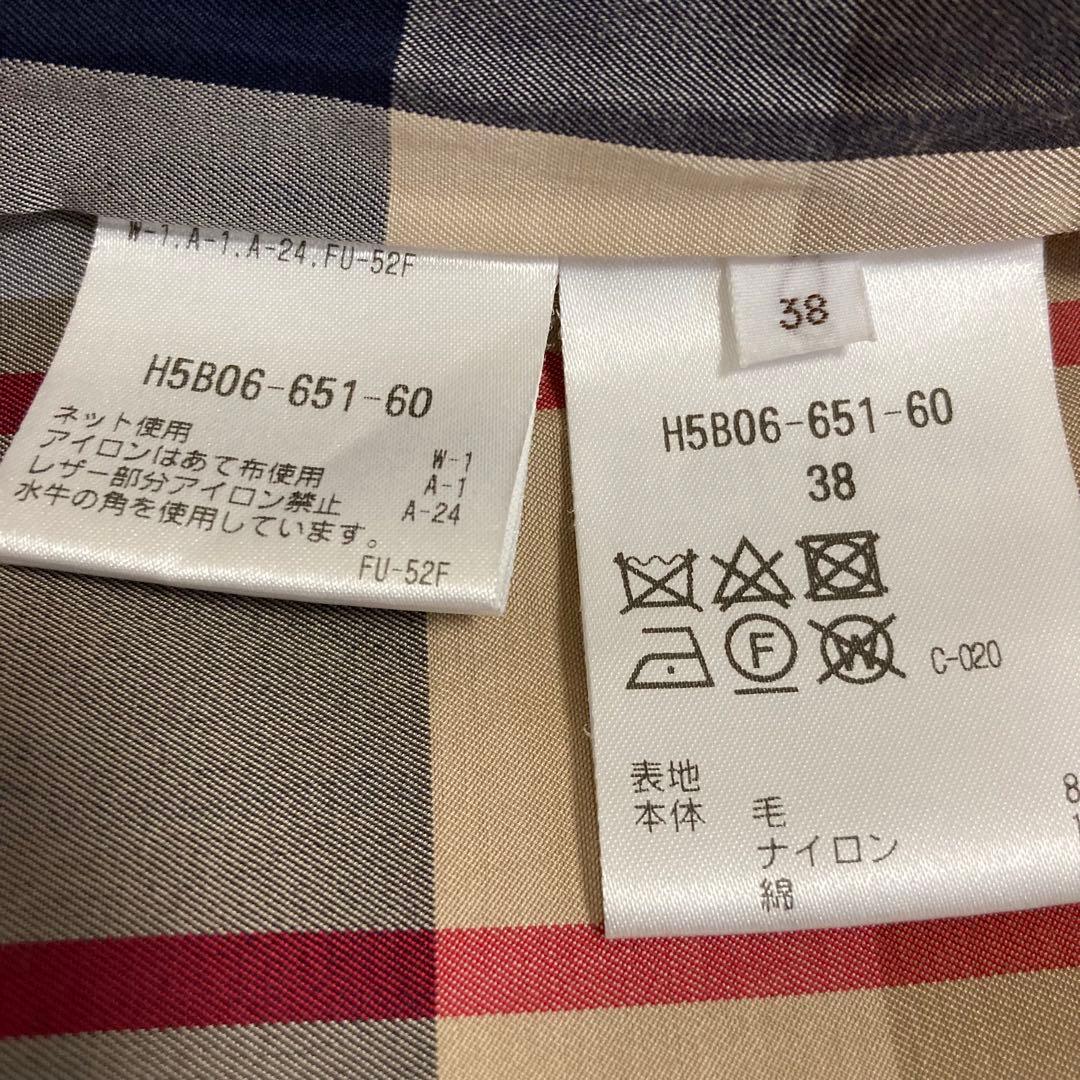 W-1.A-1.A-24.FU-52F
H5B06-651-60
ネット使用 W-1
アイロンはあて布使用 A-1
レザー部分アイロン禁止 A-24
水牛の角を使用しています。
FU-52F
38
H5B06-651-60
38
F W C-020
表地
本体 毛 8
ナイロン 1
綿